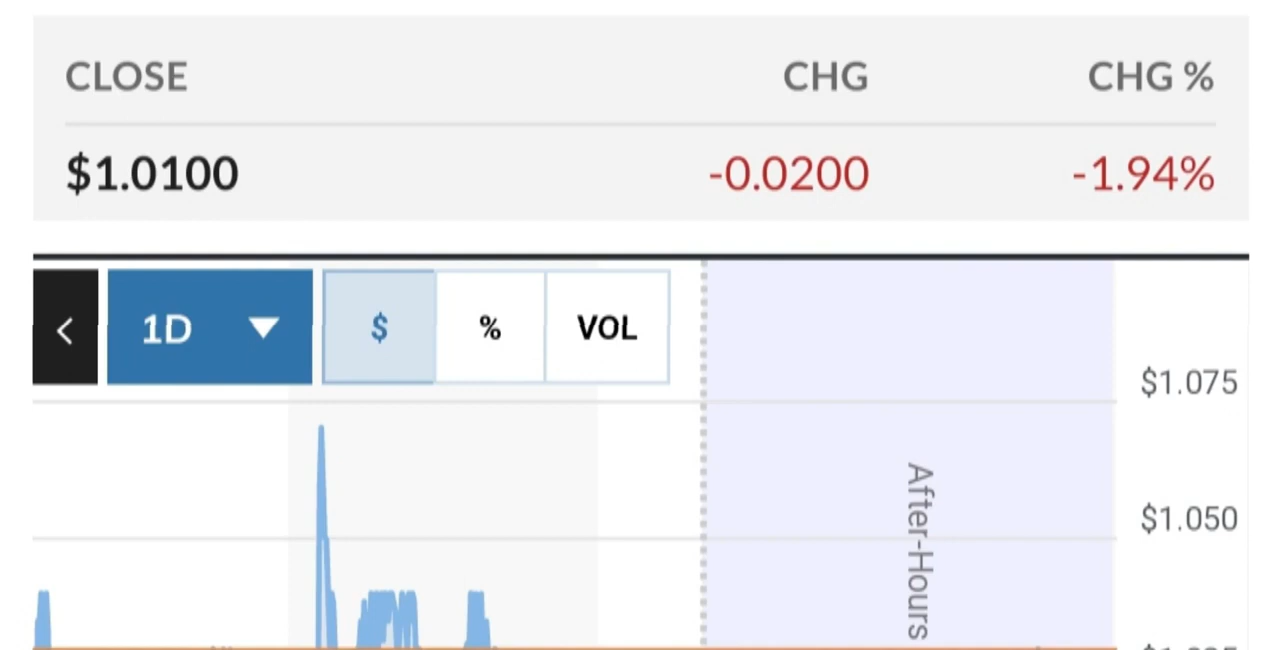 CLOSE CHG CHG %
$1.0100 -0.0200 -1.94%
< 1D $ % VOL
$1.075
$1.050
After-Hours